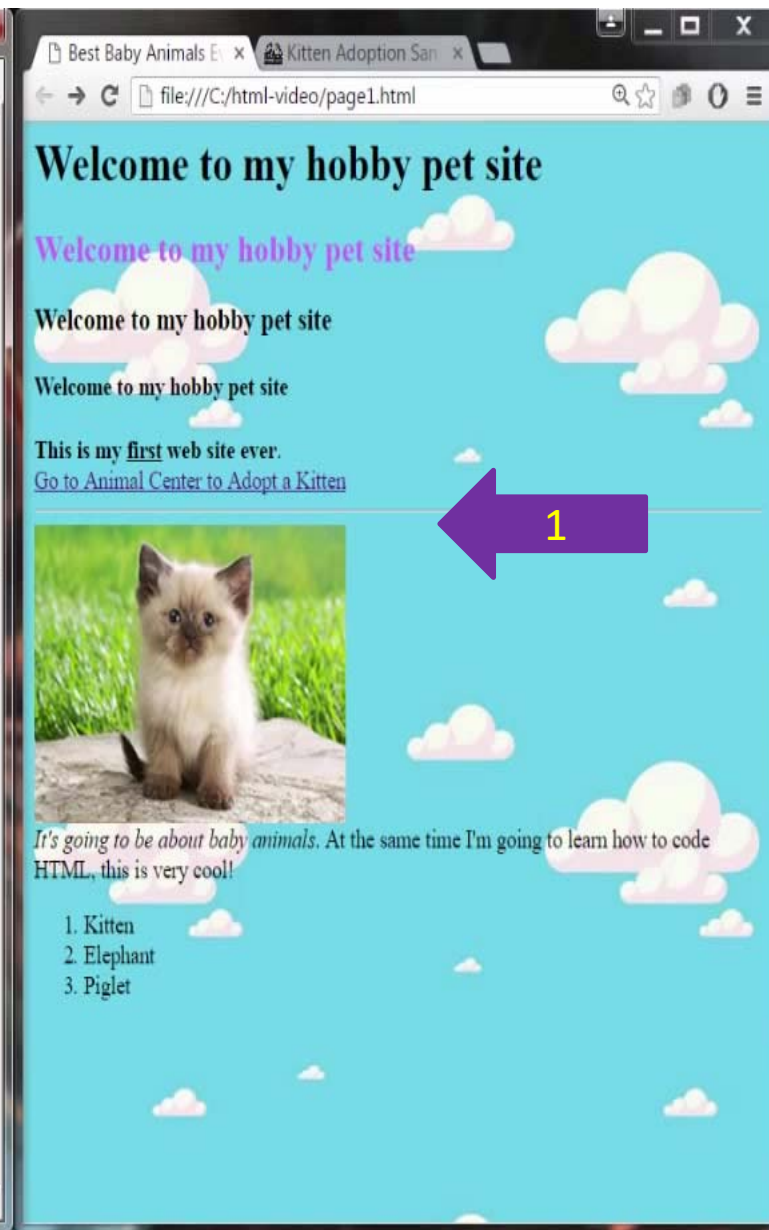 Best Baby Animals E
Kitten Adoption San
file:///C:/html-video/page1.html
Welcome to my hobby pet site
Welcome to my hobby pet site
Welcome to my hobby pet site
Welcome to my hobby pet site
This is my first web site ever.
Go to Animal Center to Adopt a Kitten
1
It's going to be about baby animals. At the same time I'm going to learn how to code
HTML, this is very cool!
1. Kitten
2. Elephant
3. Piglet